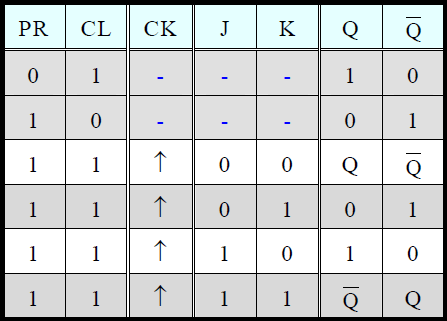 PR CL CK J K Q Q̅
0 1 - - - 1 0
1 0 - - - 0 1
1 1 ↑ 0 0 Q Q̅
1 1 ↑ 0 1 0 1
1 1 ↑ 1 0 1 0
1 1 ↑ 1 1 Q̅ Q